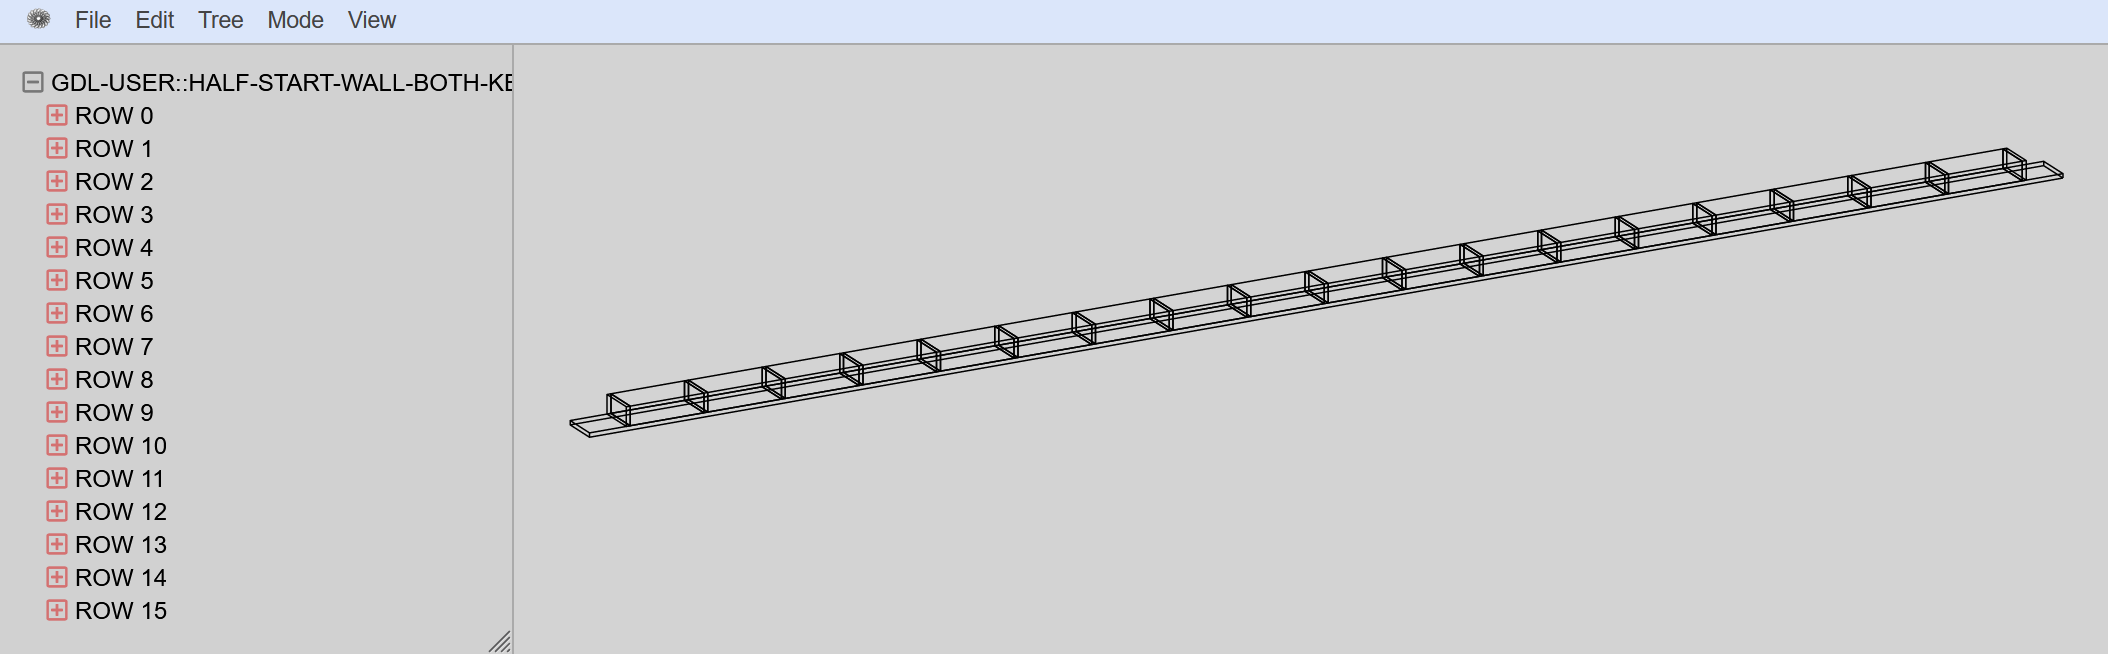 File Edit Tree Mode View
GDL-USER::HALF-START-WALL-BOTH-KE
ROW 0
ROW 1
ROW 2
ROW 3
ROW 4
ROW 5
ROW 6
ROW 7
ROW 8
ROW 9
ROW 10
ROW 11
ROW 12
ROW 13
ROW 14
ROW 15